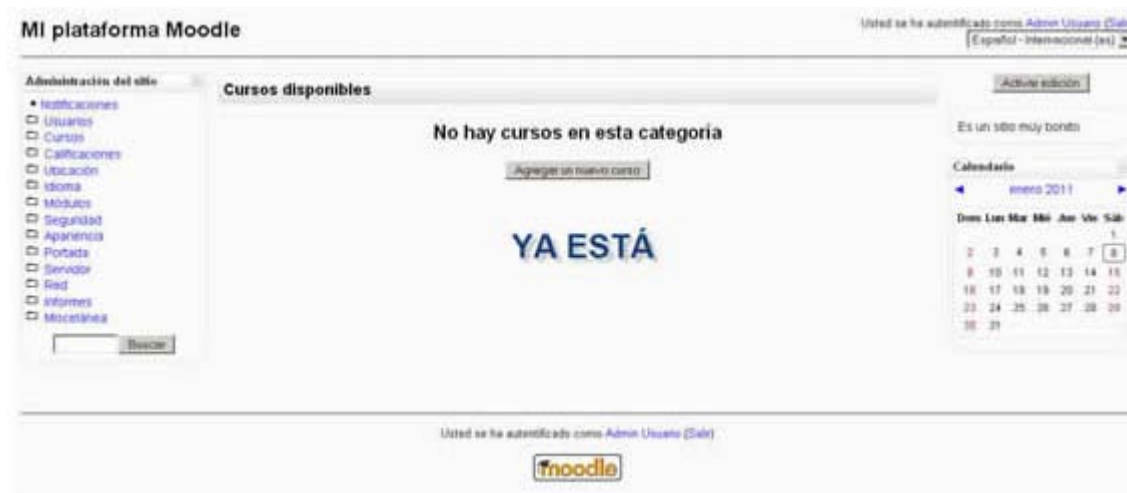 MI plataforma Moodle
Usted se ha autentificado como Admin Usuario (Sali
Español - Internacional (es)
Administración del sitio
Notificaciones
Usuarios
Cursos
Calificaciones
Ubicación
Idioma
Módulos
Seguridad
Apariencia
Portada
Servidor
Red
Informes
Miscelánea
Buscar
Cursos disponibles
No hay cursos en esta categoría
Agregar un nuevo curso
YA ESTÁ
Activar edición
Es un sitio muy bonito
Calendario
◄ enero 2011 ►
Dom Lun Mar Mié Jue Vie Sáb
1
2 3 4 5 6 7 8
9 10 11 12 13 14 15
16 17 18 19 20 21 22
23 24 25 26 27 28 29
30 31
Usted se ha autentificado como Admin Usuario (Salir)
moodle